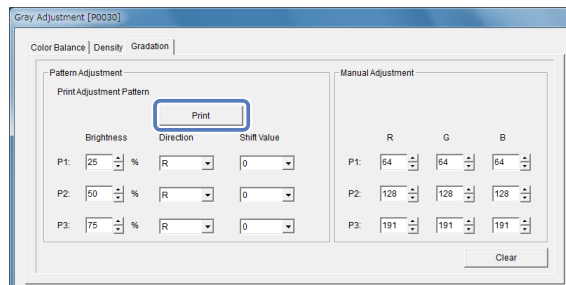 Gray Adjustment [P0030]
Color Balance Density Gradation
Pattern Adjustment Manual Adjustment
Print Adjustment Pattern
Print
Brightness Direction Shift Value R G B
P1: 25 % R 0 P1: 64 64 64
P2: 50 % R 0 P2: 128 128 128
P3: 75 % R 0 P3: 191 191 191
Clear